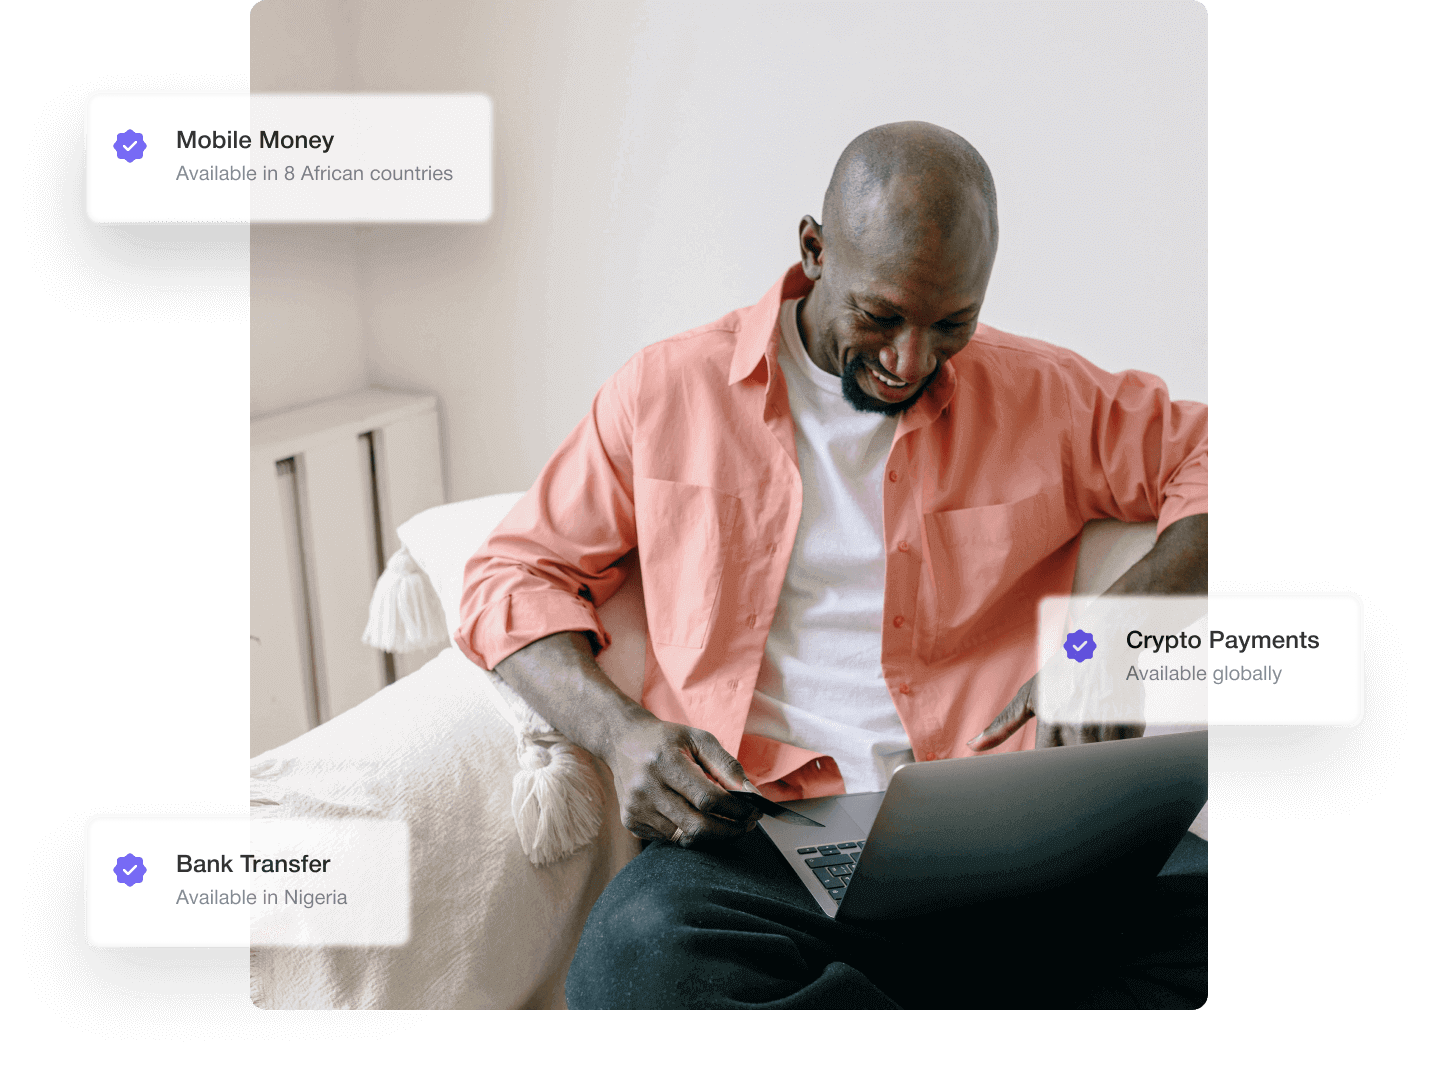 Mobile Money
Available in 8 African countries
Crypto Payments
Available globally
Bank Transfer
Available in Nigeria